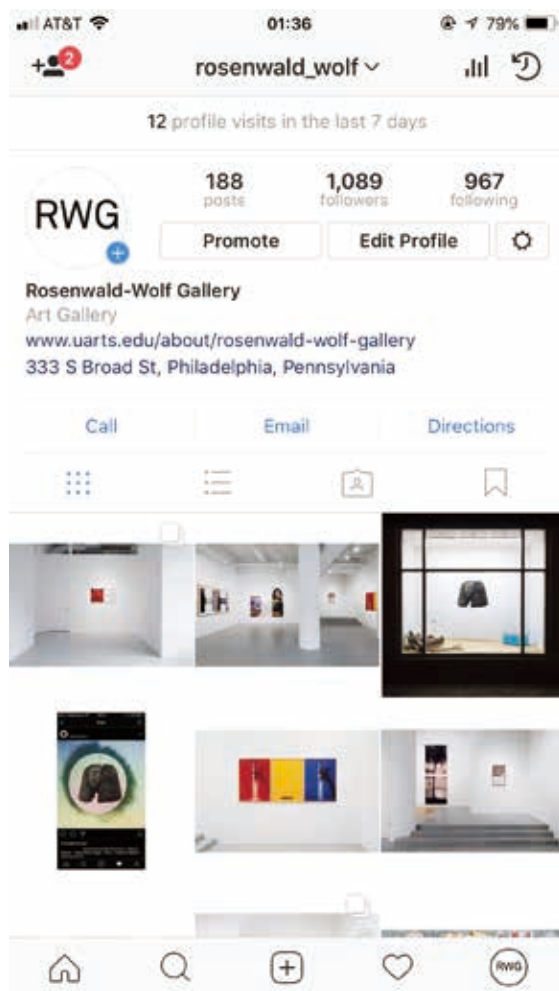 AT&T 01:36 79%
2 rosenwald_wolf
12 profile visits in the last 7 days
188 1,089 967
posts followers following
RWG
Promote Edit Profile
Rosenwald-Wolf Gallery
Art Gallery
www.uarts.edu/about/rosenwald-wolf-gallery
333 S Broad St, Philadelphia, Pennsylvania
Call Email Directions
RWG